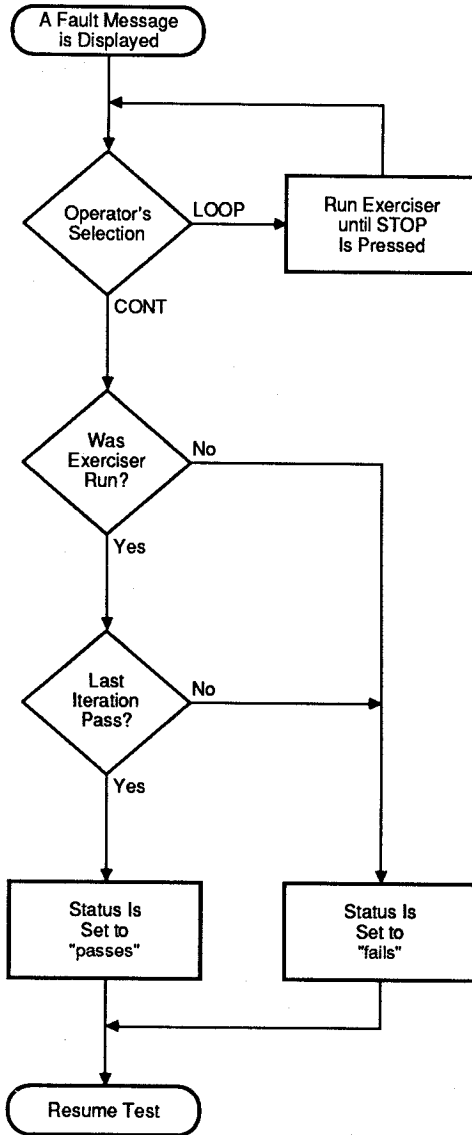 A Fault Message
is Displayed
Operator's
Selection
LOOP
Run Exerciser
until STOP
Is Pressed
CONT
Was
Exerciser
Run?
No
Yes
Last
Iteration
Pass?
No
Yes
Status Is
Set to
"passes"
Status Is
Set to
"fails"
Resume Test